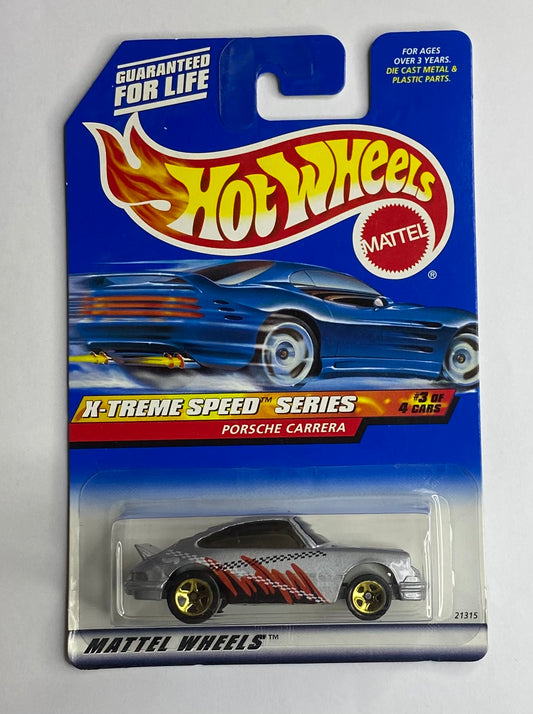 GUARANTEED
FOR LIFE
FOR AGES
OVER 3 YEARS.
DIE CAST METAL &
PLASTIC PARTS.
HOT WHEELS
MATTEL
®
X-TREME SPEED™ SERIES
#3 OF
4 CARS
PORSCHE CARRERA
21315
MATTEL WHEELS™